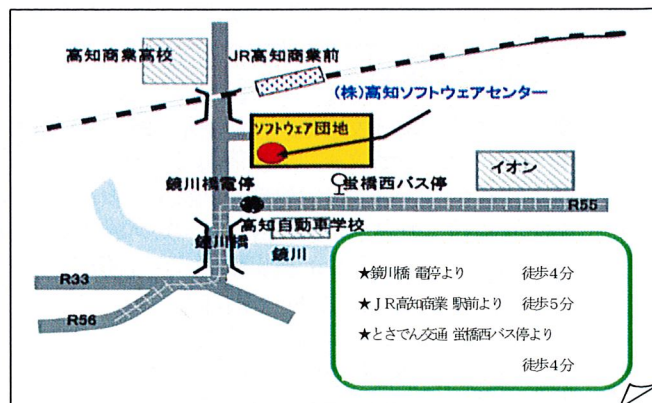 高知商業高校
JR高知商業前
(株)高知ソフトウェアセンター
ソフトウェア団地
イオン
鏡川橋電停
蛍橋西バス停
R55
高知自動車学校
鏡川橋
鏡川
R33
R56
★鏡川橋 電停より 徒歩4分
★JR高知商業 駅前より 徒歩5分
★とさでん交通 蛍橋西バス停より
徒歩4分